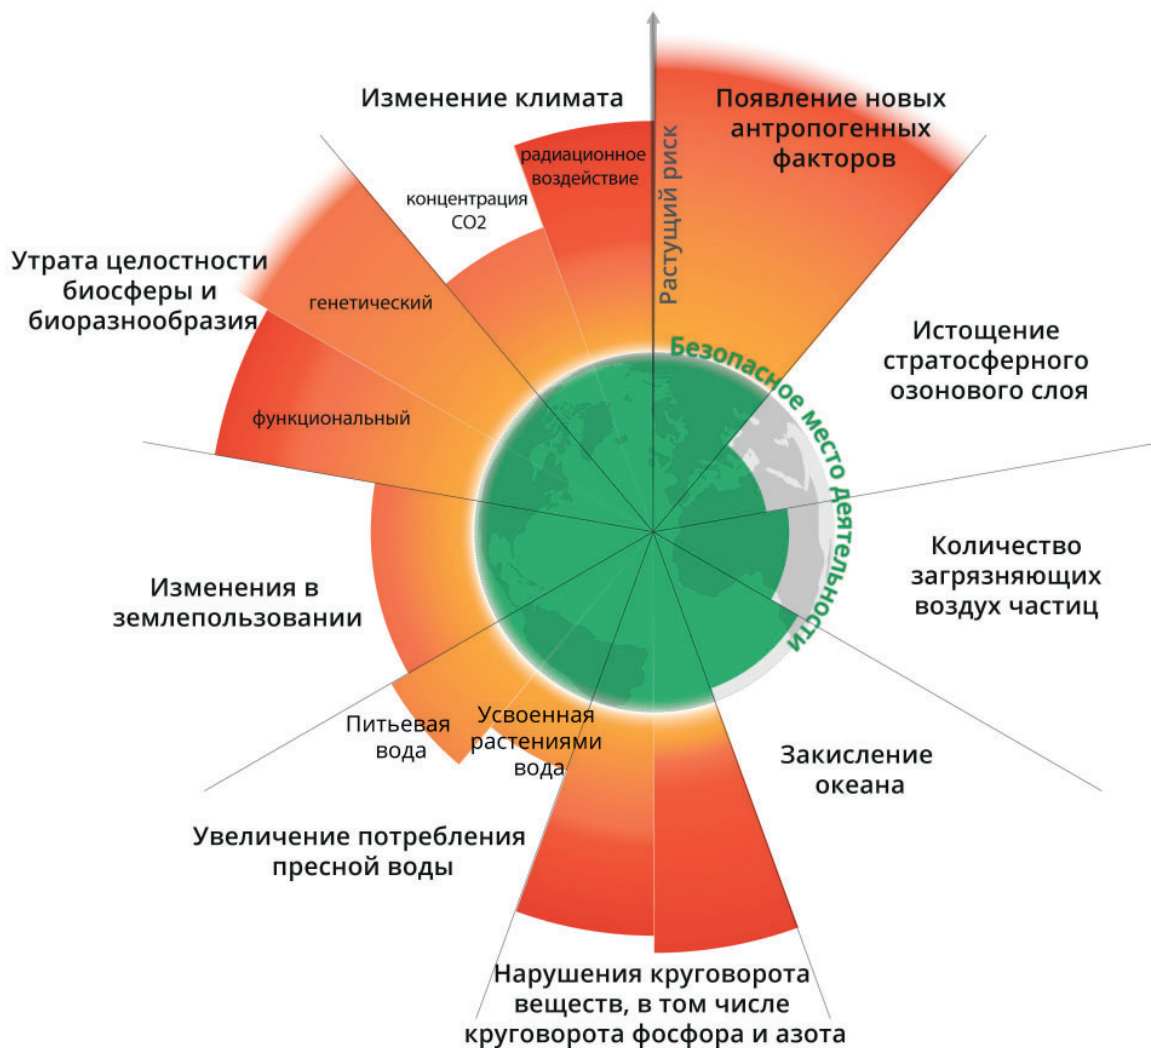 Изменение климата
радиационное
воздействие
концентрация
CO2
Растущий риск
Появление новых
антропогенных
факторов
Утрата целостности
биосферы и
биоразнообразия
генетический
функциональный
Безопасное место деятельности
Истощение
стратосферного
озонового слоя
Количество
загрязняющих
воздух частиц
Изменения в
землепользовании
Питьевая
вода
Усвоенная
растениями
вода
Закисление
океана
Увеличение потребления
пресной воды
Нарушения круговорота
веществ, в том числе
круговорота фосфора и азота